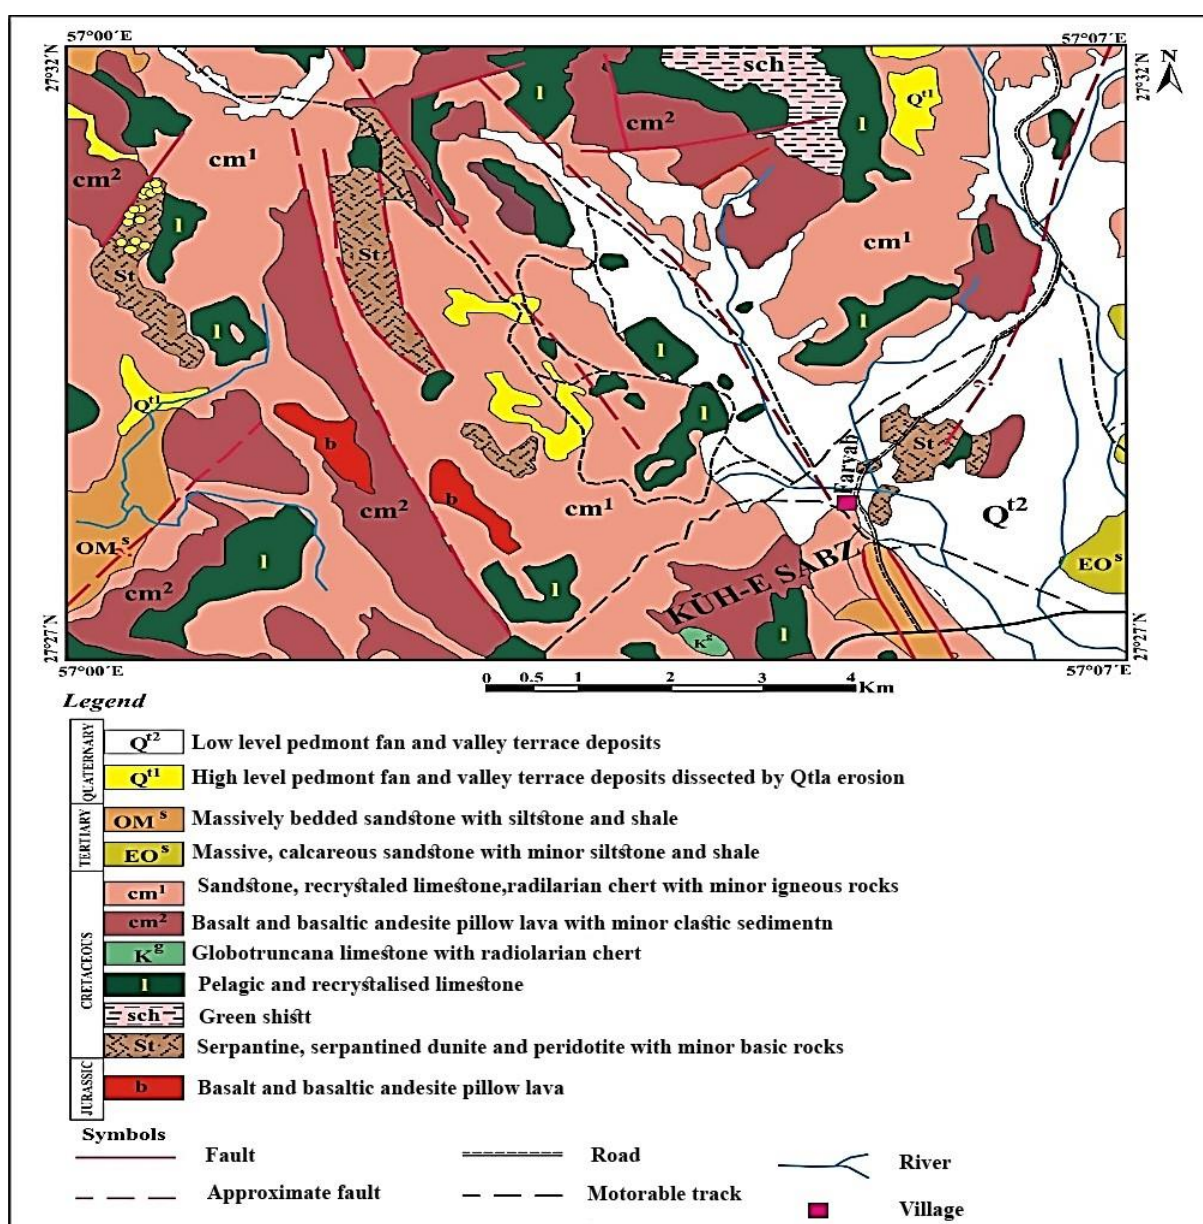 57°00´E
57°07´E
27°32´N
27°32´N
N
sch
l
l
Qt1
cm²
cm¹
cm²
l
cm¹
St
St
l
l
l
Qt1
l
St
b
Faryab
cm²
b
cm¹
Qt2
OMs
?
?
KŪH-E SABZ
EOs
l
cm²
l
l
Kg
27°27´N
27°27´N
57°00´E
57°07´E
0 0.5 1 2 3 4 Km
Legend
QUATERNARY
Qt2 Low level pedmont fan and valley terrace deposits
Qt1 High level pedmont fan and valley terrace deposits dissected by Qtla erosion
TERTIARY
OM s Massively bedded sandstone with siltstone and shale
EO s Massive, calcareous sandstone with minor siltstone and shale
CRETACEOUS
cm¹ Sandstone, recrystaled limestone,radilarian chert with minor igneous rocks
cm² Basalt and basaltic andesite pillow lava with minor clastic sedimentn
K g Globotruncana limestone with radiolarian chert
l Pelagic and recrystalised limestone
sch Green shistt
St Serpantine, serpantined dunite and peridotite with minor basic rocks
JURASSIC
b Basalt and basaltic andesite pillow lava
Symbols
Fault Road River
Approximate fault Motorable track Village